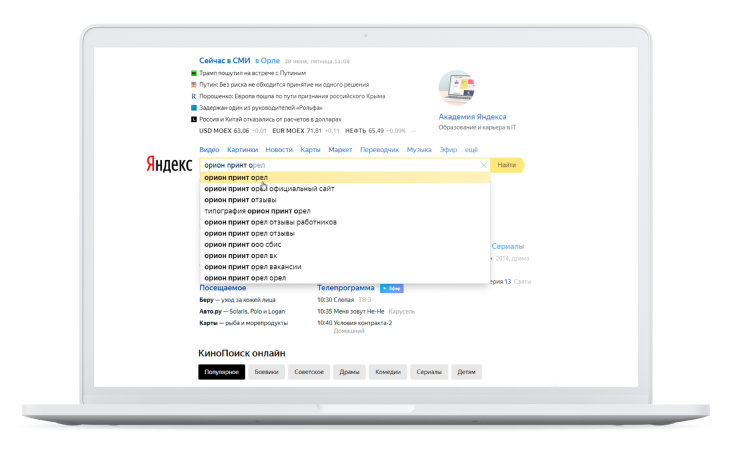 Сейчас в СМИ в Орле 28 июня, пятница 11:08
Трамп пошутил на встрече с Путиным
Путин: Без риска не обходится принятие ни одного решения
Порошенко: Европа пошла по пути признания российского Крыма
Задержан один из руководителей «Рольфа»
Россия и Китай отказались от расчетов в долларах
USD MOEX 63,06 −0,01 EUR MOEX 71,81 +0,11 НЕФТЬ 65,49 −0,09% ...
Академия Яндекса
Образование и карьера в IT
Видео Картинки Новости Карты Маркет Переводчик Музыка Эфир ещё
Яндекс
орион принт орел
Найти
орион принт орел
орион принт орел официальный сайт
орион принт отзывы
типография орион принт орел
орион принт орел отзывы работников
орион принт орел отзывы
орион принт ооо сбис
орион принт орел вк
орион принт орел вакансии
орион принт орел орел
Сериалы
2014, драма
13 Сваты
Посещаемое
Беру — уход за кожей лица
Авто.ру — Solaris, Polo и Logan
Карты — рыба и морепродукты
Телепрограмма Эфир
10:30 Слепая ТВ-3
10:35 Меня зовут Не-Не Карусель
10:40 Условия контракта-2
Домашний
КиноПоиск онлайн
Популярное Боевики Советское Драмы Комедии Сериалы Детям